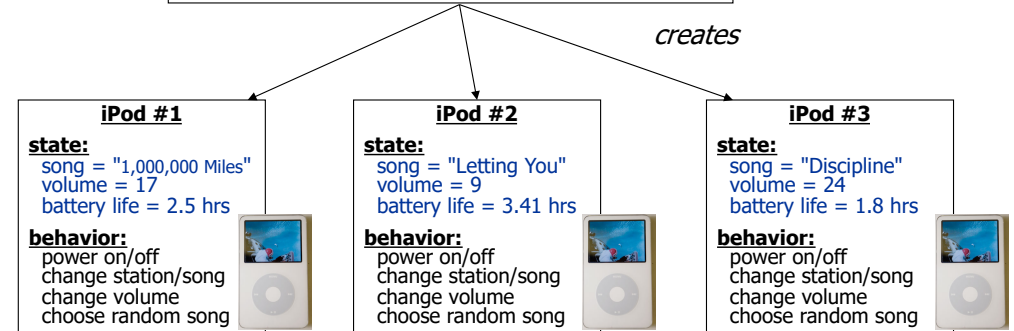 creates
iPod #1
state:
song = "1,000,000 Miles"
volume = 17
battery life = 2.5 hrs
behavior:
power on/off
change station/song
change volume
choose random song
iPod #2
state:
song = "Letting You"
volume = 9
battery life = 3.41 hrs
behavior:
power on/off
change station/song
change volume
choose random song
iPod #3
state:
song = "Discipline"
volume = 24
battery life = 1.8 hrs
behavior:
power on/off
change station/song
change volume
choose random song